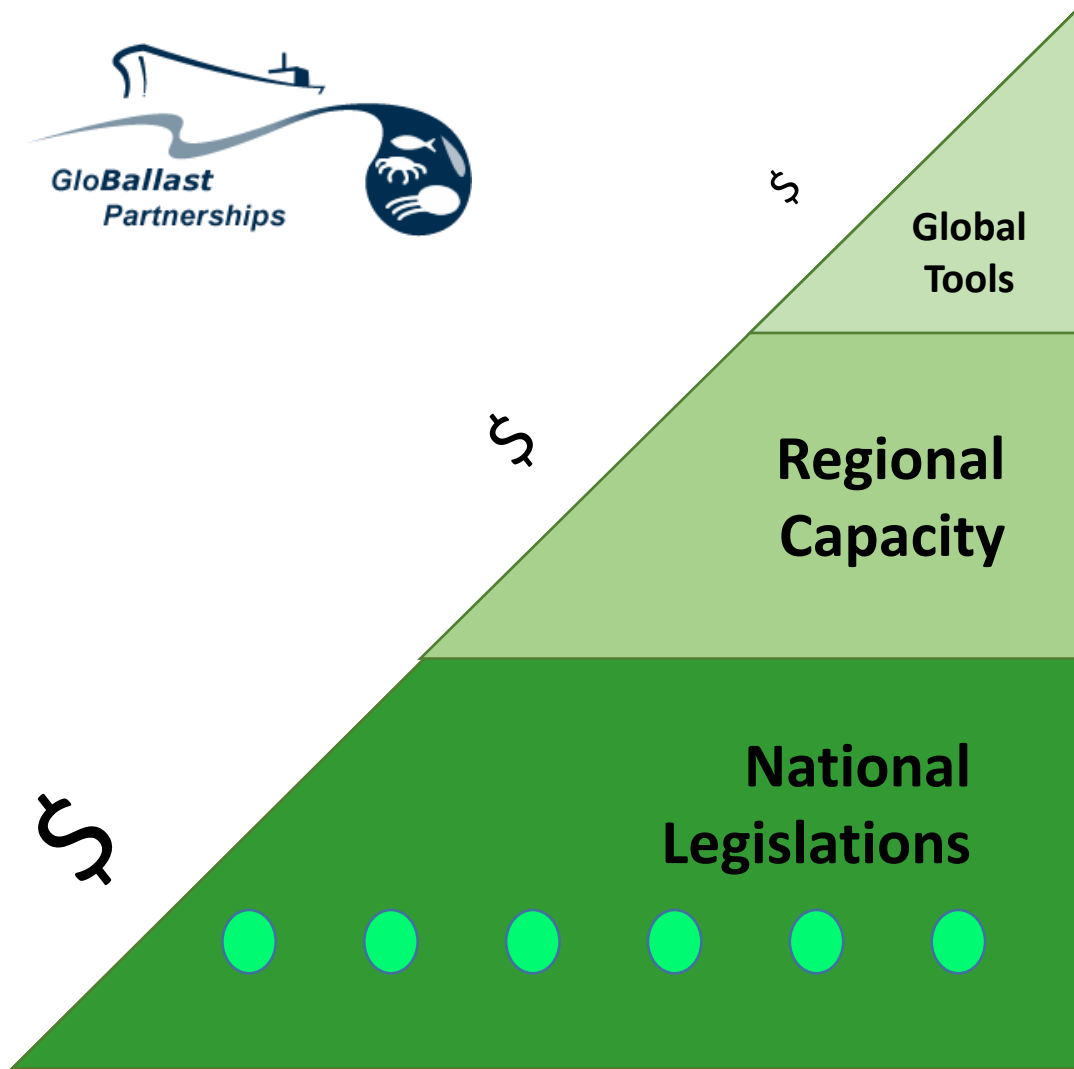 GloBallast
Partnerships
$
Global
Tools
$
Regional
Capacity
National
Legislations
$